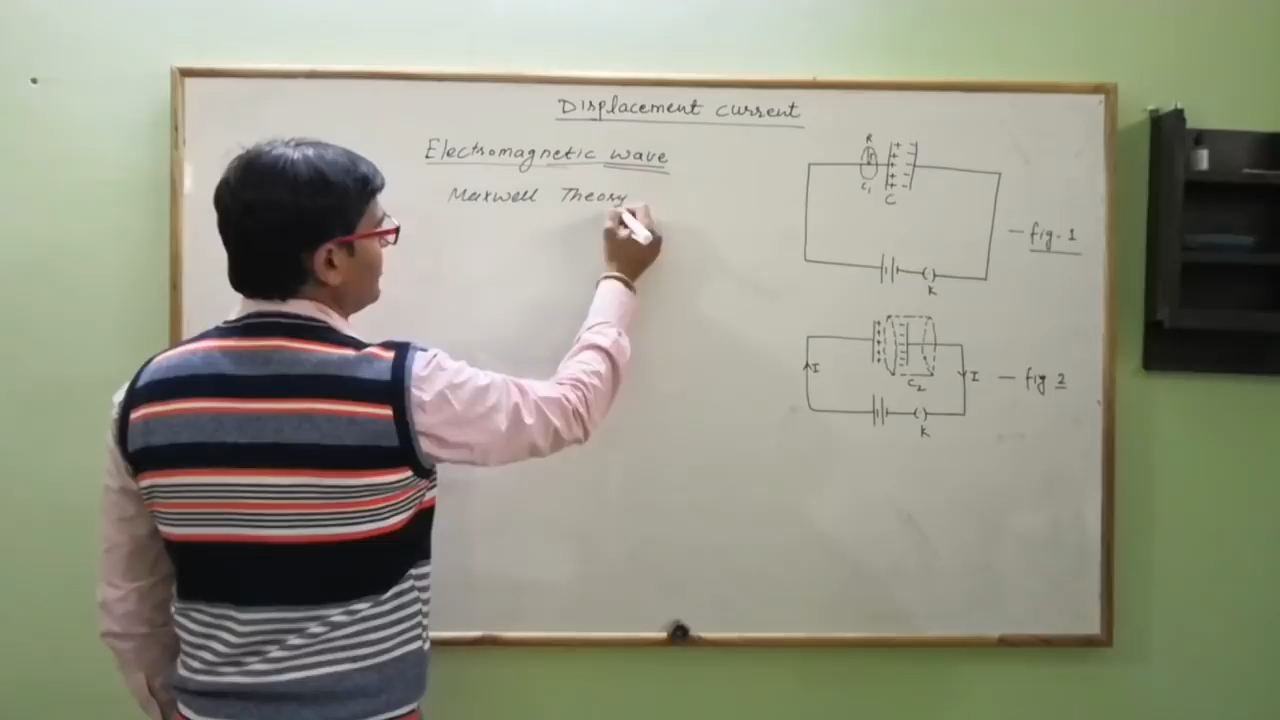 Displacement current
Electromagnetic wave
Maxwell Theory
R
C₁
C
K
- fig-1
I
C₂
I
- fig 2
K